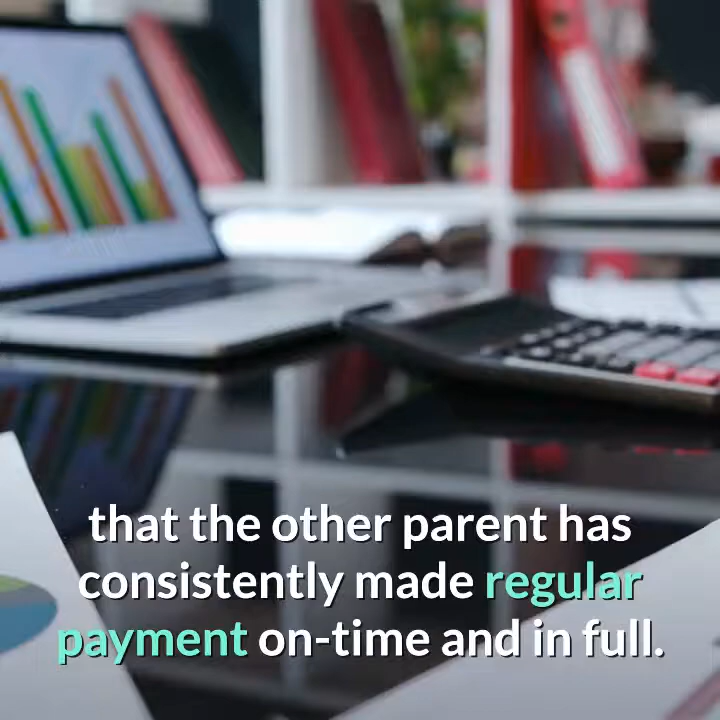 that the other parent has
consistently made regular
payment on-time and in full.